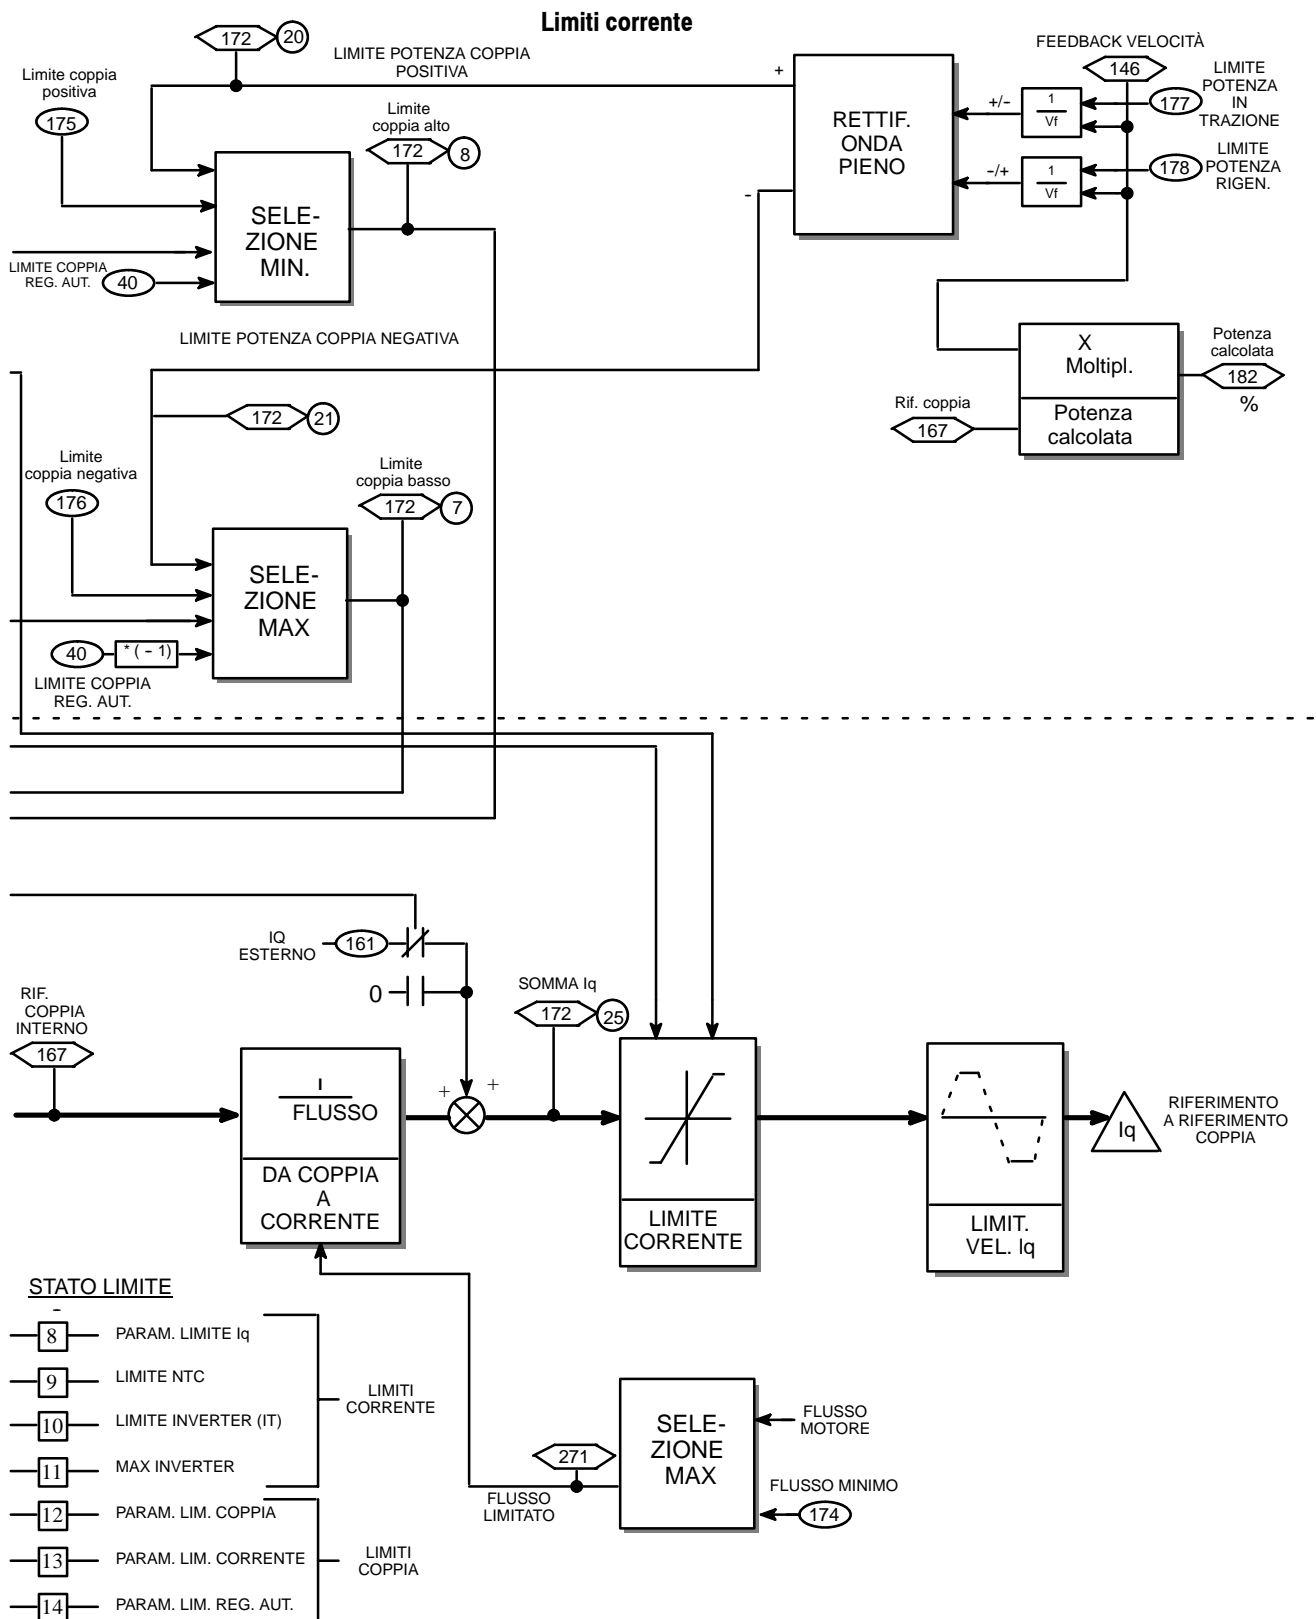 Limiti corrente
172
20
LIMITE POTENZA COPPIA
POSITIVA
FEEDBACK VELOCITÀ
146
LIMITE
POTENZA
IN
TRAZIONE
177
Limite coppia
positiva
175
Limite
coppia alto
172
8
+
RETTIF.
ONDA
PIENO
-
+/-
1
Vf
-/+
1
Vf
178
LIMITE
POTENZA
RIGEN.
SELE-
ZIONE
MIN.
LIMITE COPPIA
REG. AUT.
40
LIMITE POTENZA COPPIA NEGATIVA
X
Moltipl.
Potenza
calcolata
Potenza
calcolata
182
%
Rif. coppia
167
172
21
Limite
coppia negativa
176
Limite
coppia basso
172
7
SELE-
ZIONE
MAX
40
* ( - 1)
LIMITE COPPIA
REG. AUT.
IQ
ESTERNO
161
0
SOMMA Iq
172
25
RIF.
COPPIA
INTERNO
167
I
FLUSSO
DA COPPIA
A
CORRENTE
+
+
LIMITE
CORRENTE
LIMIT.
VEL. Iq
Iq
RIFERIMENTO
A RIFERIMENTO
COPPIA
STATO LIMITE
-
8 PARAM. LIMITE Iq
9 LIMITE NTC
10 LIMITE INVERTER (IT)
11 MAX INVERTER
LIMITI
CORRENTE
12 PARAM. LIM. COPPIA
13 PARAM. LIM. CORRENTE
14 PARAM. LIM. REG. AUT.
LIMITI
COPPIA
271
FLUSSO
LIMITATO
SELE-
ZIONE
MAX
FLUSSO
MOTORE
FLUSSO MINIMO
174